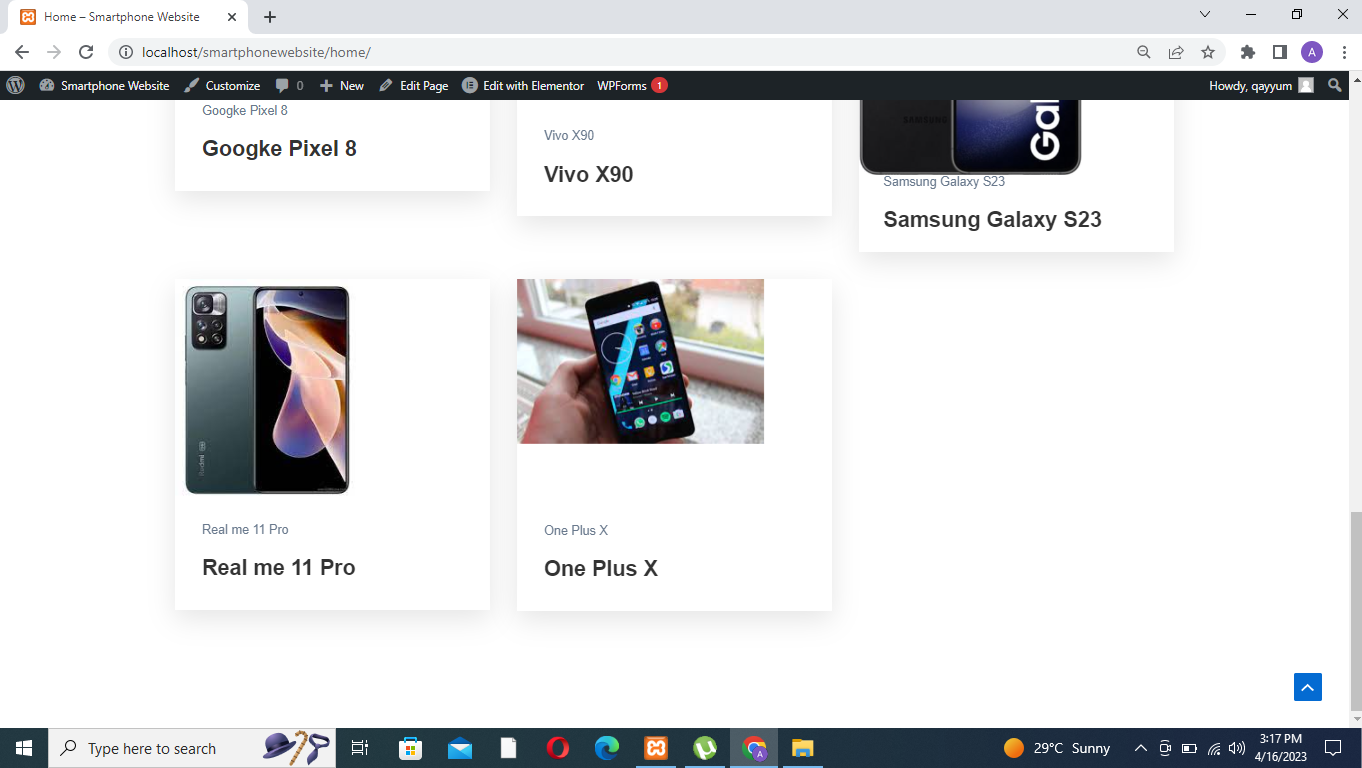 Home – Smartphone Website
localhost/smartphonewebsite/home/
A
Smartphone Website Customize 0 New Edit Page Edit with Elementor WPForms 1 Howdy, qayyum
Googke Pixel 8
Googke Pixel 8
Vivo X90
Vivo X90
SAMSUNG
Gal
Samsung Galaxy S23
Samsung Galaxy S23
Redmi
Real me 11 Pro
Real me 11 Pro
One Plus X
One Plus X
Type here to search
A
29°C Sunny
3:17 PM
4/16/2023